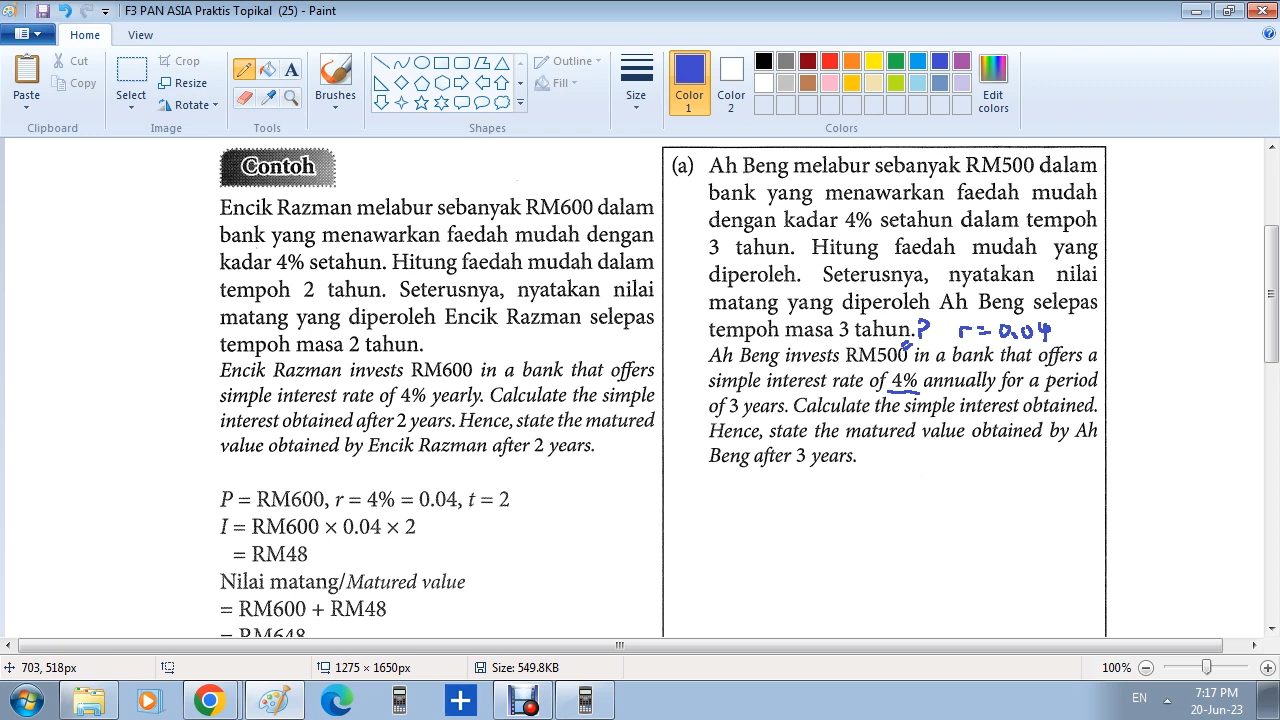 F3 PAN ASIA Praktis Topikal (25) - Paint
Home View
Paste
Cut
Copy
Clipboard
Select
Crop
Resize
Rotate
Image
Tools
Brushes
Shapes
Outline
Fill
Size
Color 1
Color 2
Edit colors
Colors
Contoh
Encik Razman melabur sebanyak RM600 dalam
bank yang menawarkan faedah mudah dengan
kadar 4% setahun. Hitung faedah mudah dalam
tempoh 2 tahun. Seterusnya, nyatakan nilai
matang yang diperoleh Encik Razman selepas
tempoh masa 2 tahun.
Encik Razman invests RM600 in a bank that offers
simple interest rate of 4% yearly. Calculate the simple
interest obtained after 2 years. Hence, state the matured
value obtained by Encik Razman after 2 years.
P = RM600, r = 4% = 0.04, t = 2
I = RM600 × 0.04 × 2
= RM48
Nilai matang/Matured value
= RM600 + RM48
= RM648
(a) Ah Beng melabur sebanyak RM500 dalam
bank yang menawarkan faedah mudah
dengan kadar 4% setahun dalam tempoh
3 tahun. Hitung faedah mudah yang
diperoleh. Seterusnya, nyatakan nilai
matang yang diperoleh Ah Beng selepas
tempoh masa 3 tahun. P r = 0.04
Ah Beng invests RM500 in a bank that offers a
simple interest rate of 4% annually for a period
of 3 years. Calculate the simple interest obtained.
Hence, state the matured value obtained by Ah
Beng after 3 years.
703, 518px 1275 × 1650px Size: 549.8KB 100%
EN 7:17 PM
20-Jun-23